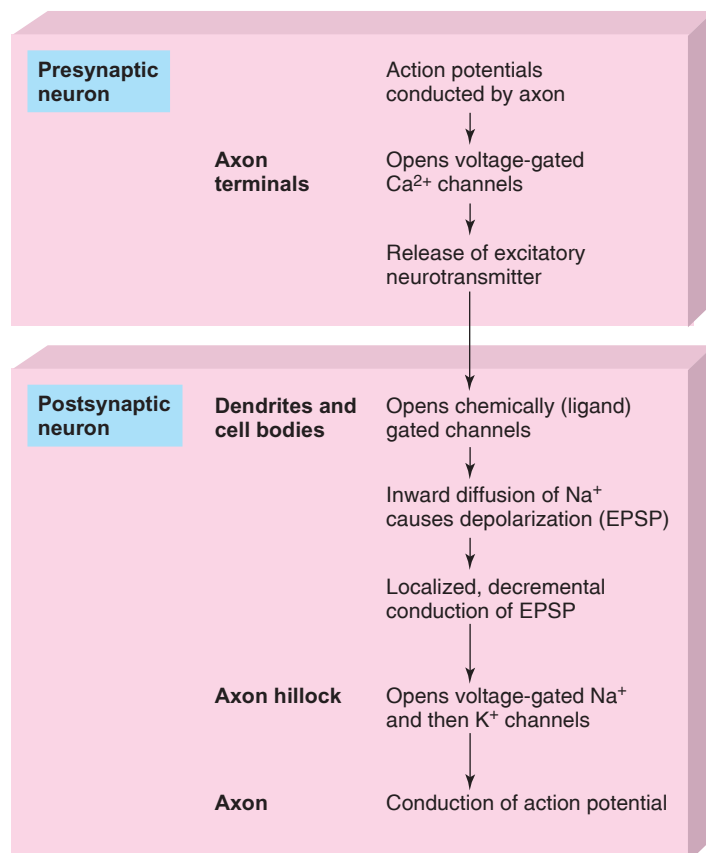 Presynaptic
neuron
Action potentials
conducted by axon
Axon
terminals
Opens voltage-gated
Ca²⁺ channels
Release of excitatory
neurotransmitter
Postsynaptic
neuron
Dendrites and
cell bodies
Opens chemically (ligand)
gated channels
Inward diffusion of Na⁺
causes depolarization (EPSP)
Localized, decremental
conduction of EPSP
Axon hillock
Opens voltage-gated Na⁺
and then K⁺ channels
Axon
Conduction of action potential